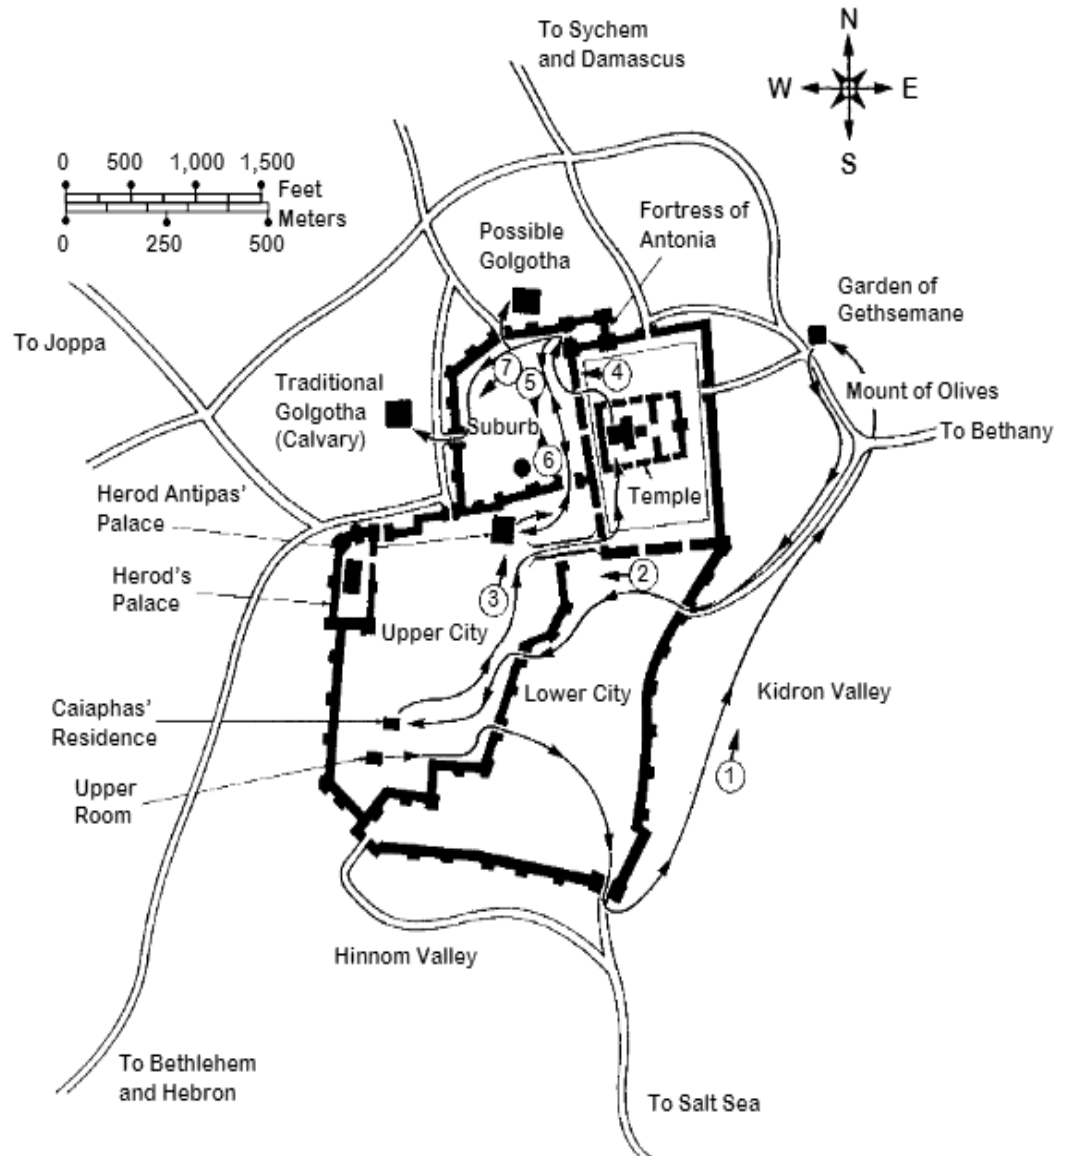 To Sychem
and Damascus
N
W E
S
0 500 1,000 1,500
Feet
Meters
0 250 500
Fortress of
Antonia
Possible
Golgotha
Garden of
Gethsemane
To Joppa
Traditional
Golgotha
(Calvary)
7
5
4
Mount of Olives
Suburb
To Bethany
6
Herod Antipas'
Palace
Temple
Herod's
Palace
2
3
Upper City
Lower City
Kidron Valley
Caiaphas'
Residence
1
Upper
Room
Hinnom Valley
To Bethlehem
and Hebron
To Salt Sea